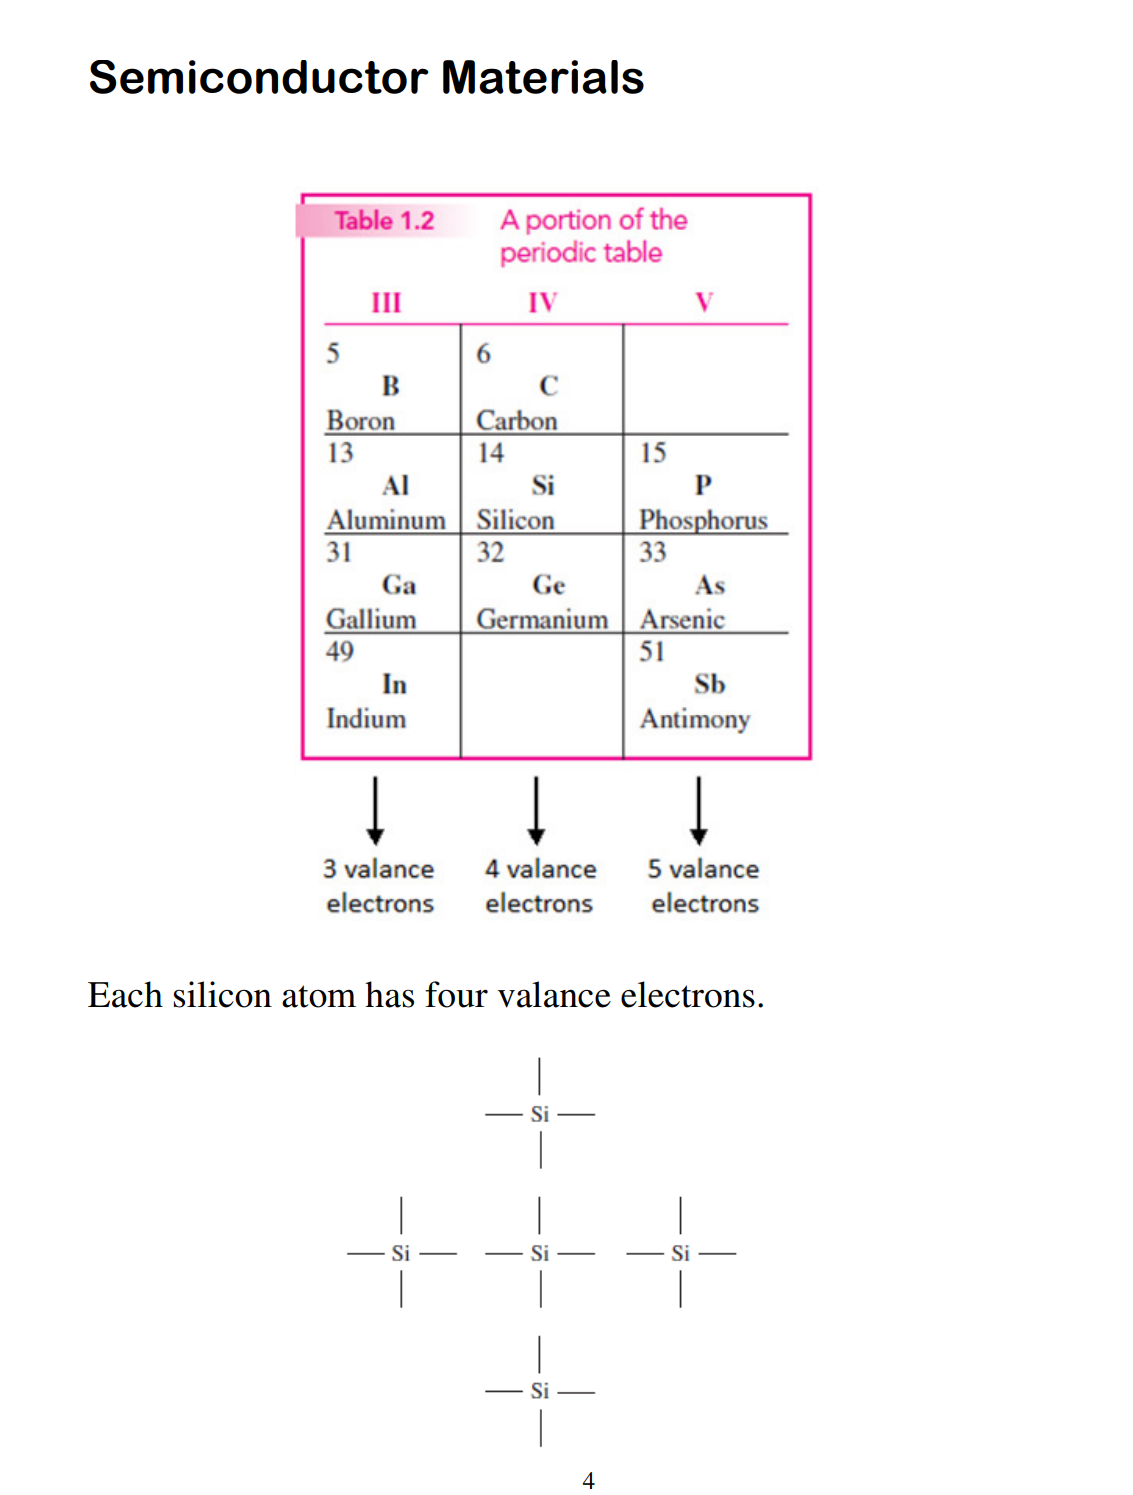 Semiconductor Materials
Table 1.2 A portion of the
periodic table
III IV V
5 6
B C
Boron Carbon
13 14 15
Al Si P
Aluminum Silicon Phosphorus
31 32 33
Ga Ge As
Gallium Germanium Arsenic
49 51
In Sb
Indium Antimony
3 valance 4 valance 5 valance
electrons electrons electrons
Each silicon atom has four valance electrons.
Si
Si Si Si
Si
4